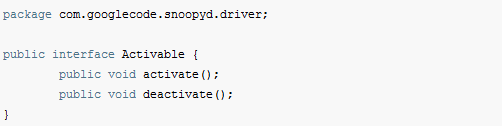 package com.googlecode.snoopyd.driver;
public interface Activable {
public void activate();
public void deactivate();
}